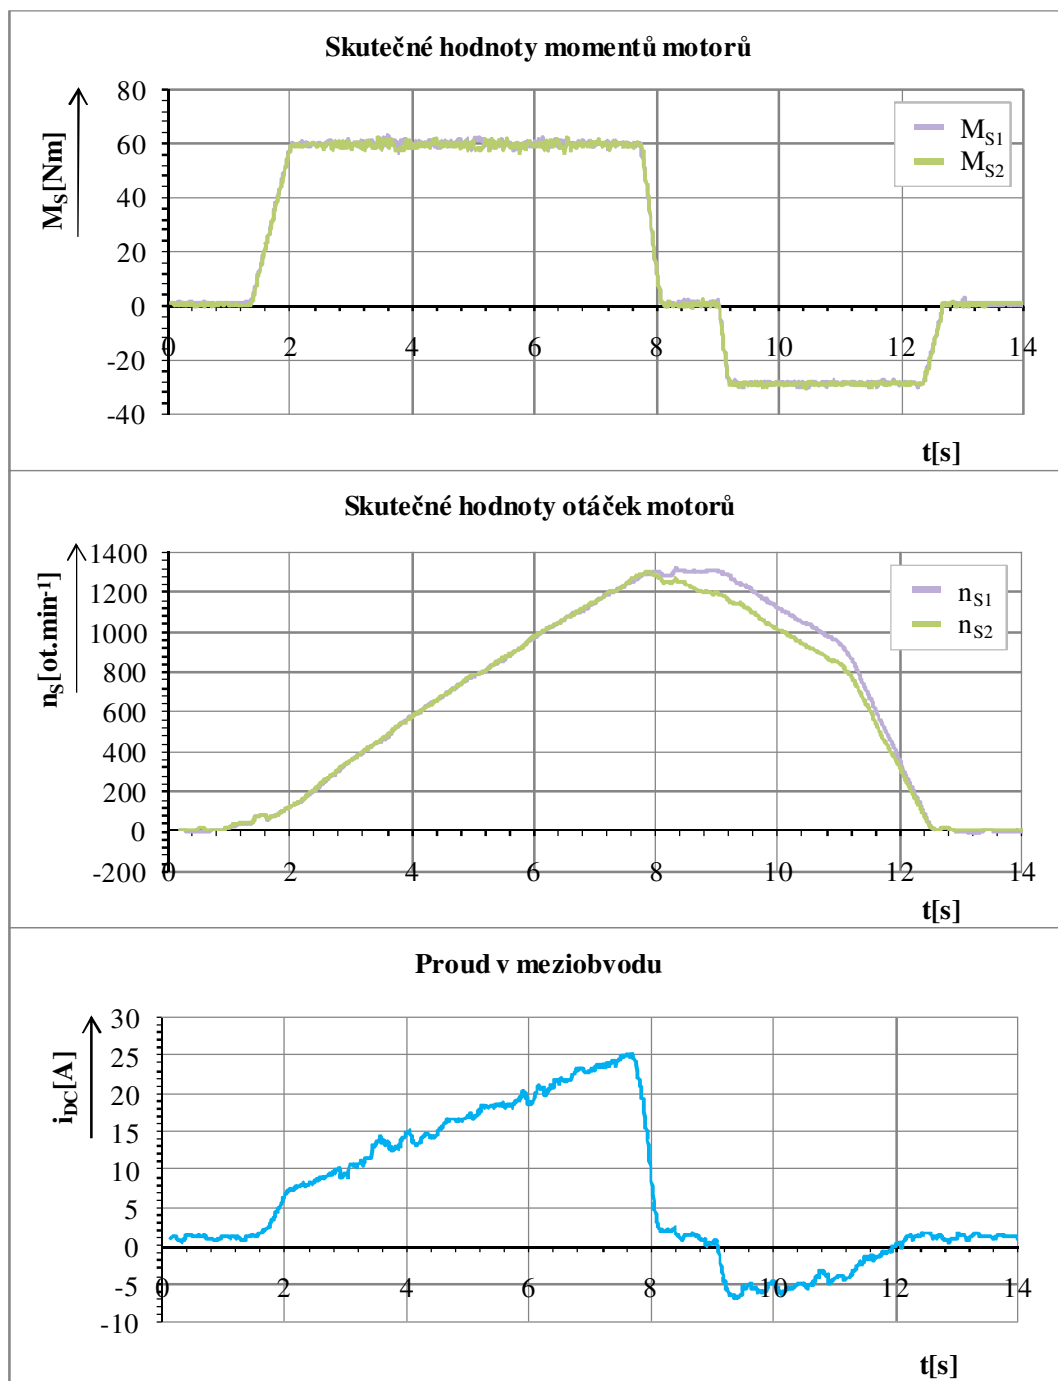 Skutečné hodnoty momentů motorů
M_S[Nm]
80
60
40
20
0
-20
-40
0 2 4 6 8 10 12 14
M_S1
M_S2
t[s]
Skutečné hodnoty otáček motorů
n_S[ot.min⁻¹]
1400
1200
1000
800
600
400
200
0
-200
0 2 4 6 8 10 12 14
n_S1
n_S2
t[s]
Proud v meziobvodu
i_DC[A]
30
25
20
15
10
5
0
-5
-10
0 2 4 6 8 10 12 14
t[s]